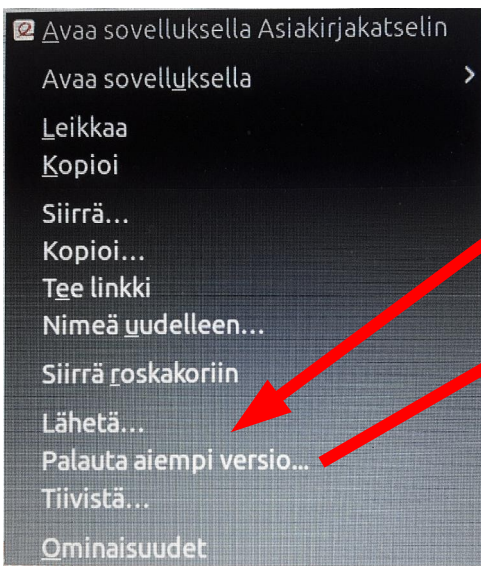 Avaa sovelluksella Asiakirjakatselin
Avaa sovelluksella
Leikkaa
Kopioi
Siirrä...
Kopioi...
Tee linkki
Nimeä uudelleen...
Siirrä roskakoriin
Lähetä...
Palauta aiempi versio...
Tiivistä...
Ominaisuudet